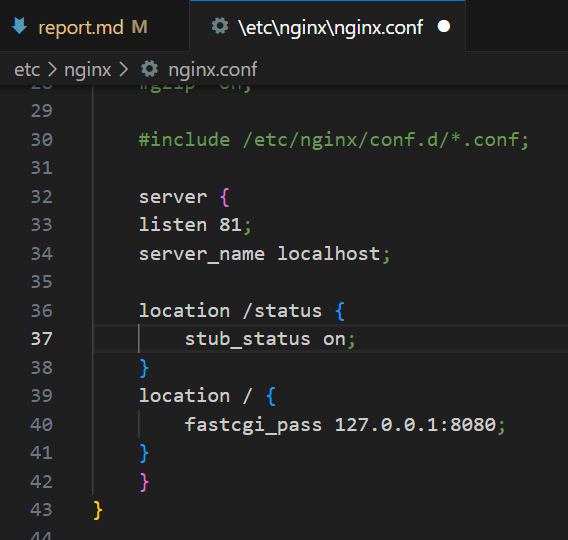 report.md M \etc\nginx\nginx.conf
etc > nginx > nginx.conf
28 #gzip on;
29
30 #include /etc/nginx/conf.d/*.conf;
31
32 server {
33 listen 81;
34 server_name localhost;
35
36 location /status {
37 stub_status on;
38 }
39 location / {
40 fastcgi_pass 127.0.0.1:8080;
41 }
42 }
43 }
44